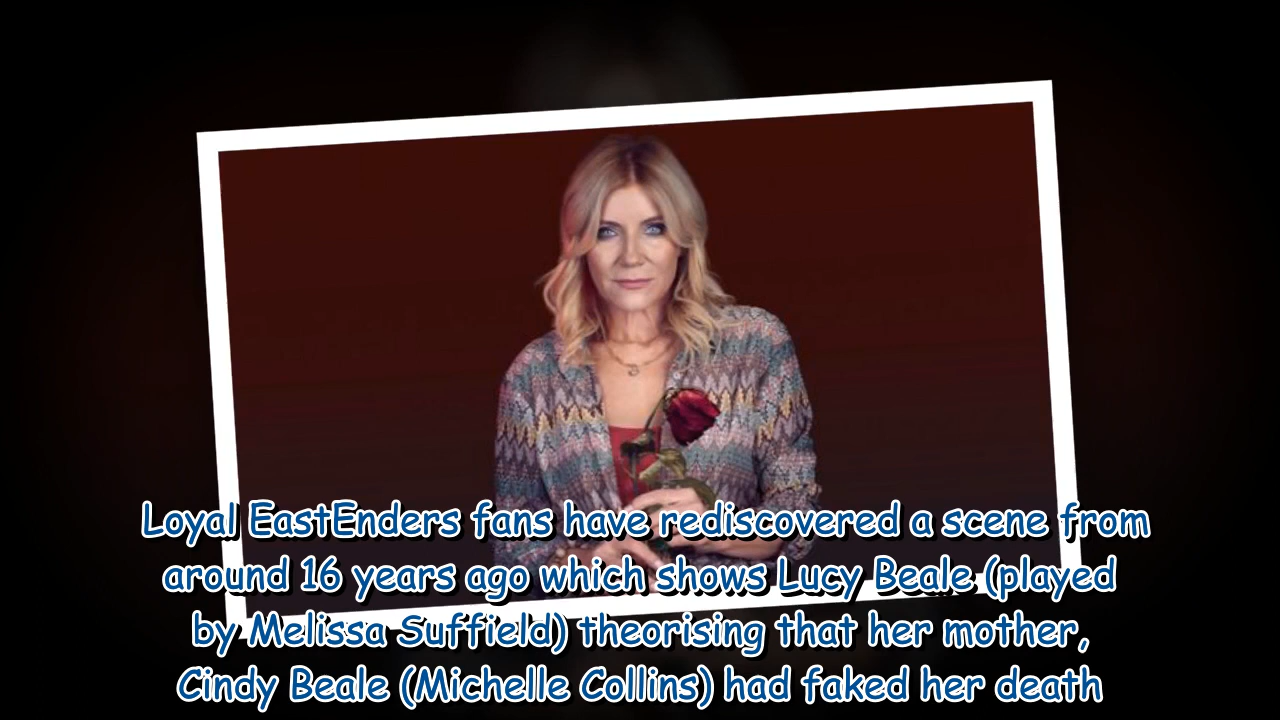 Loyal EastEnders fans have rediscovered a scene from
around 16 years ago which shows Lucy Beale (played
by Melissa Suffield) theorising that her mother,
Cindy Beale (Michelle Collins) had faked her death